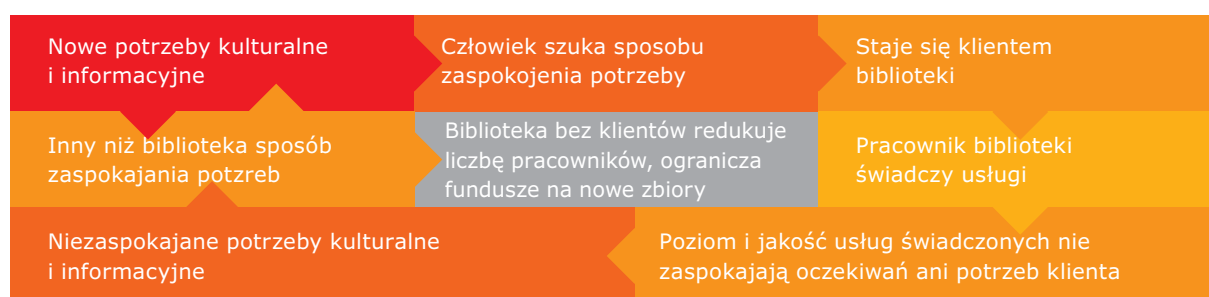 Nowe potrzeby kulturalne
i informacyjne
Człowiek szuka sposobu
zaspokojenia potrzeby
Staje się klientem
biblioteki
Inny niż biblioteka sposób
zaspokajania potzreb
Biblioteka bez klientów redukuje
liczbę pracowników, ogranicza
fundusze na nowe zbiory
Pracownik biblioteki
świadczy usługi
Niezaspokajane potrzeby kulturalne
i informacyjne
Poziom i jakość usług świadczonych nie
zaspokajają oczekiwań ani potrzeb klienta